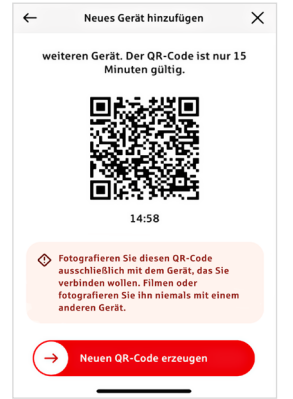 Neues Gerät hinzufügen
weiteren Gerät. Der QR-Code ist nur 15
Minuten gültig.
14:58
Fotografieren Sie diesen QR-Code
ausschließlich mit dem Gerät, das Sie
verbinden wollen. Filmen oder
fotografieren Sie ihn niemals mit einem
anderen Gerät.
Neuen QR-Code erzeugen